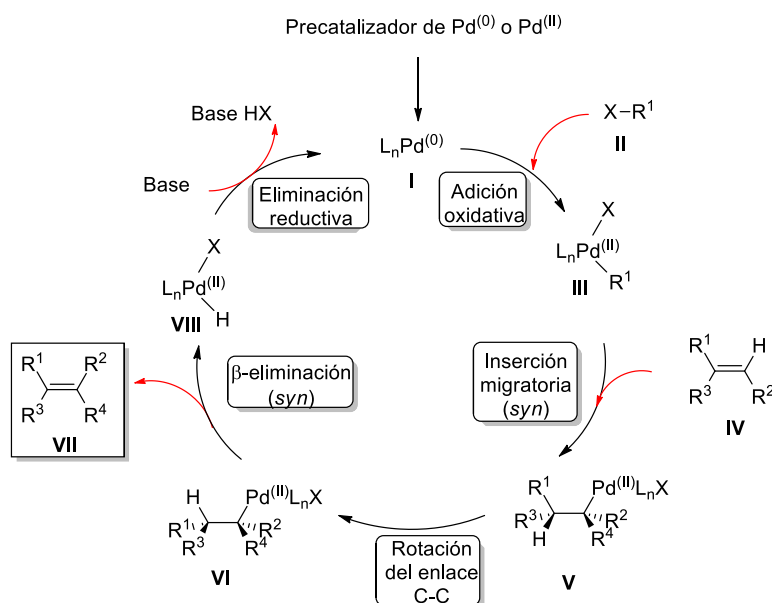 Precatalizador de Pd(0) o Pd(II)
Base HX
Base
Eliminación
reductiva
LnPd(0)
I
Adición
oxidativa
X–R1
II
X
LnPd(II)
R1
III
Inserción
migratoria
(syn)
R1
H
R3
R2
IV
R1
Pd(II)LnX
R3
H
R2
R4
V
Rotación
del enlace
C-C
H
Pd(II)LnX
R1
R3
R2
R4
VI
β-eliminación
(syn)
R1
R2
R3
R4
VII
X
LnPd(II)
H
VIII